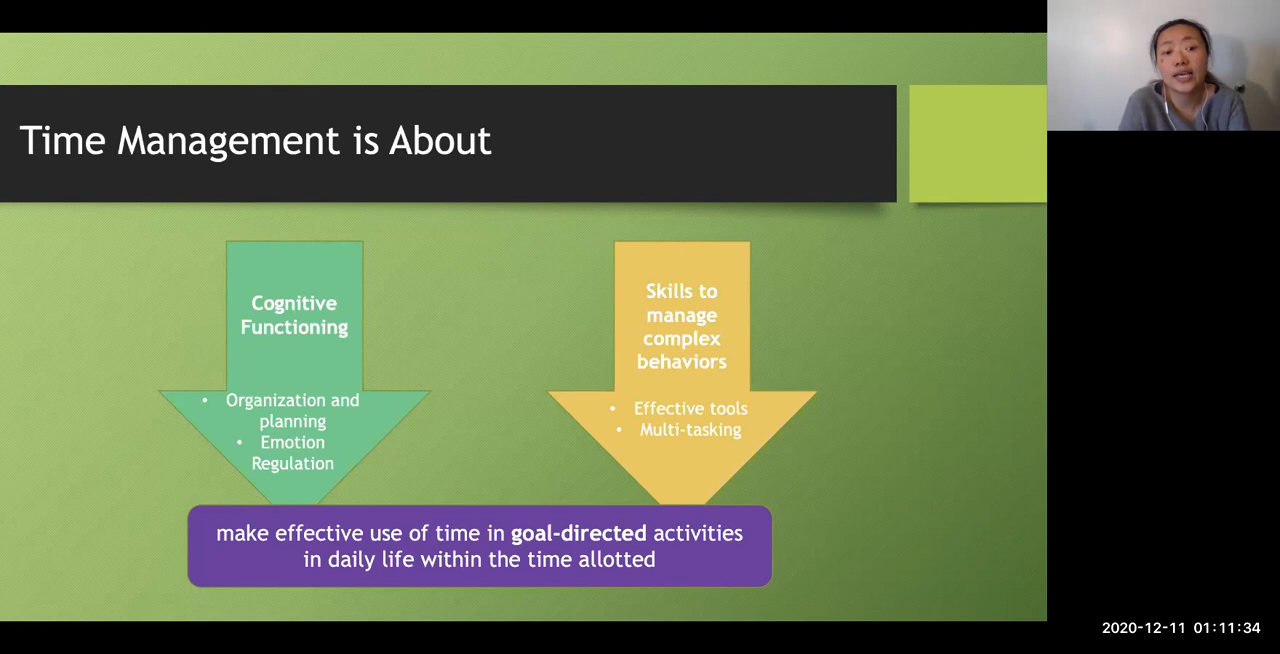 Time Management is About
Cognitive
Functioning
• Organization and
planning
• Emotion
Regulation
Skills to
manage
complex
behaviors
• Effective tools
• Multi-tasking
make effective use of time in goal-directed activities
in daily life within the time allotted
2020-12-11 01:11:34